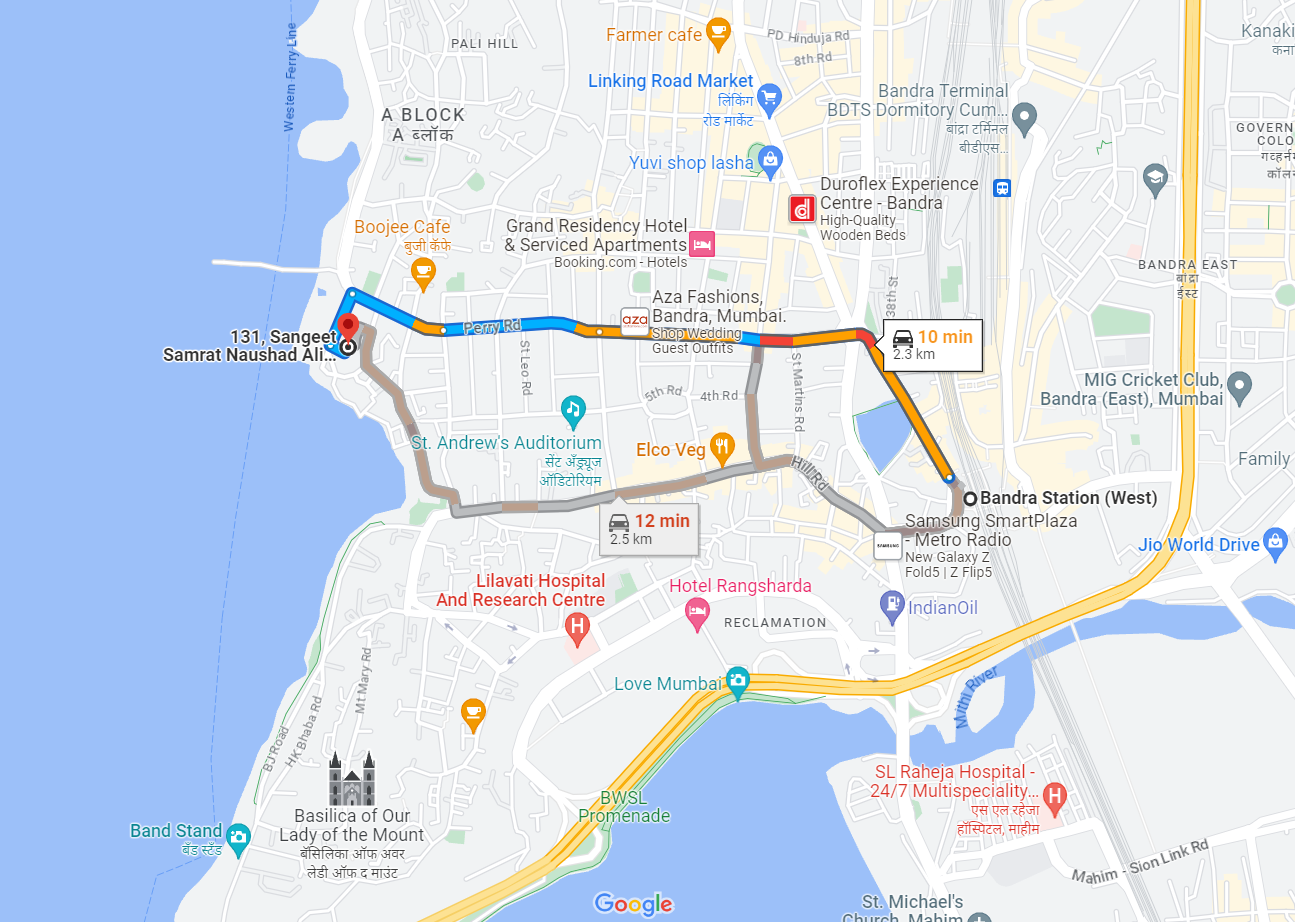 Farmer cafe
PD Hinduja Rd
8th Rd
Kanaki
PALI HILL
Western Ferry Line
Linking Road Market
लिंकिंग
रोड मार्केट
Bandra Terminal
BDTS Dormitory Cum...
बांद्रा टर्मिनल
बीडीएस...
A BLOCK
A ब्लॉक
GOVERN
COLO
Yuvi shop lasha
Duroflex Experience
Centre - Bandra
High-Quality
Wooden Beds
Boojee Cafe
बुजी कॅफे
Grand Residency Hotel
& Serviced Apartments
Booking.com - Hotels
BANDRA EAST
बांद्रा
ईस्ट
38th St
aza
Aza Fashions,
Bandra, Mumbai.
Shop Wedding
Guest Outfits
Perry Rd
131, Sangeet
Samrat Naushad Ali...
10 min
2.3 km
St Leo Rd
St Martins Rd
5th Rd
4th Rd
MIG Cricket Club,
Bandra (East), Mumbai
St. Andrew's Auditorium
सेंट अँड्र्यूज
ऑडिटोरियम
Elco Veg
Hill Rd
Family
Bandra Station (West)
12 min
2.5 km
SAMSUNG
Samsung SmartPlaza
- Metro Radio
New Galaxy Z
Fold5 | Z Flip5
Jio World Drive
Lilavati Hospital
And Research Centre
Hotel Rangsharda
RECLAMATION
IndianOil
Mt Mary Rd
Love Mumbai
Mithi River
HK Bhaba Rd
BJ Road
SL Raheja Hospital -
24/7 Multispeciality...
एस एल रहेजा
हॉस्पिटल, माहीम
BWSL
Promenade
Basilica of Our
Lady of the Mount
बॅसिलिका ऑफ अवर
लेडी ऑफ द माउंट
Band Stand
बँड स्टँड
Mahim - Sion Link Rd
Google
St. Michael's
Church, Mahim